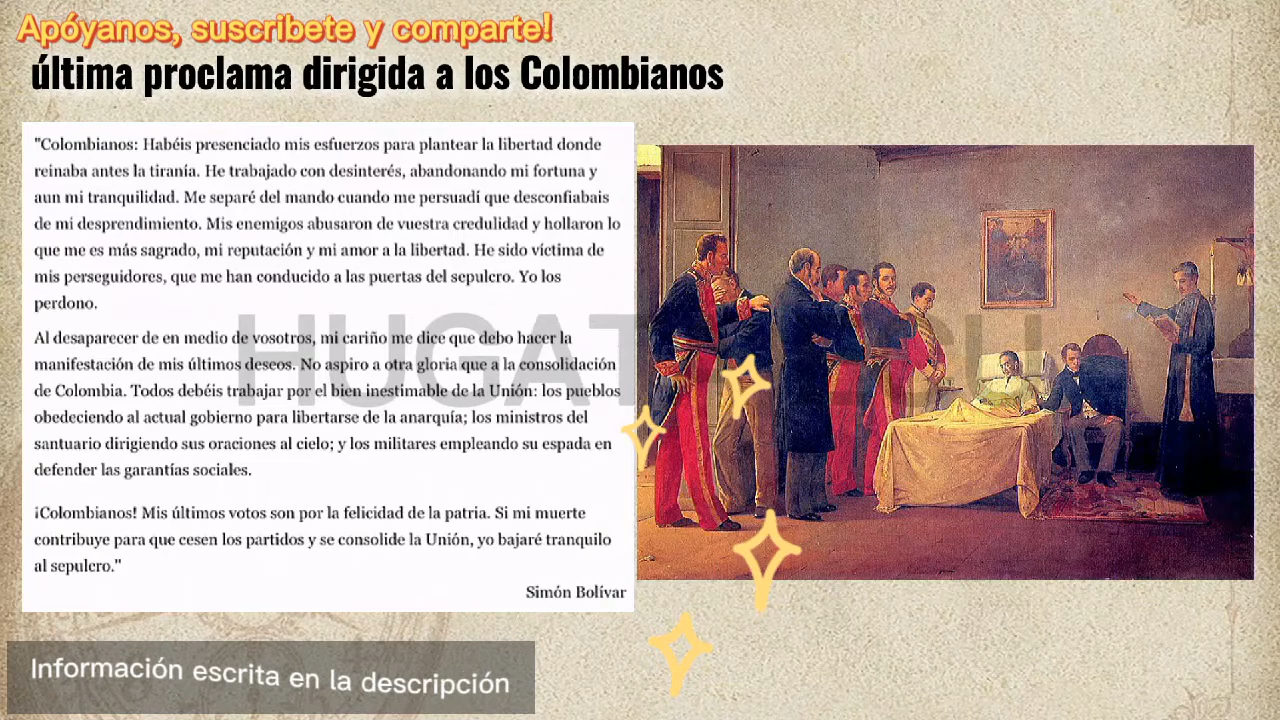 Apóyanos, suscribete y comparte!
última proclama dirigida a los Colombianos
"Colombianos: Habéis presenciado mis esfuerzos para plantear la libertad donde
reinaba antes la tiranía. He trabajado con desinterés, abandonando mi fortuna y
aun mi tranquilidad. Me separé del mando cuando me persuadí que desconfiabais
de mi desprendimiento. Mis enemigos abusaron de vuestra credulidad y hollaron lo
que me es más sagrado, mi reputación y mi amor a la libertad. He sido víctima de
mis perseguidores, que me han conducido a las puertas del sepulcro. Yo los
perdono.
Al desaparecer de en medio de vosotros, mi cariño me dice que debo hacer la
manifestación de mis últimos deseos. No aspiro a otra gloria que a la consolidación
de Colombia. Todos debéis trabajar por el bien inestimable de la Unión: los pueblos
obedeciendo al actual gobierno para libertarse de la anarquía; los ministros del
santuario dirigiendo sus oraciones al cielo; y los militares empleando su espada en
defender las garantías sociales.
¡Colombianos! Mis últimos votos son por la felicidad de la patria. Si mi muerte
contribuye para que cesen los partidos y se consolide la Unión, yo bajaré tranquilo
al sepulcro."
Simón Bolívar
Información escrita en la descripción